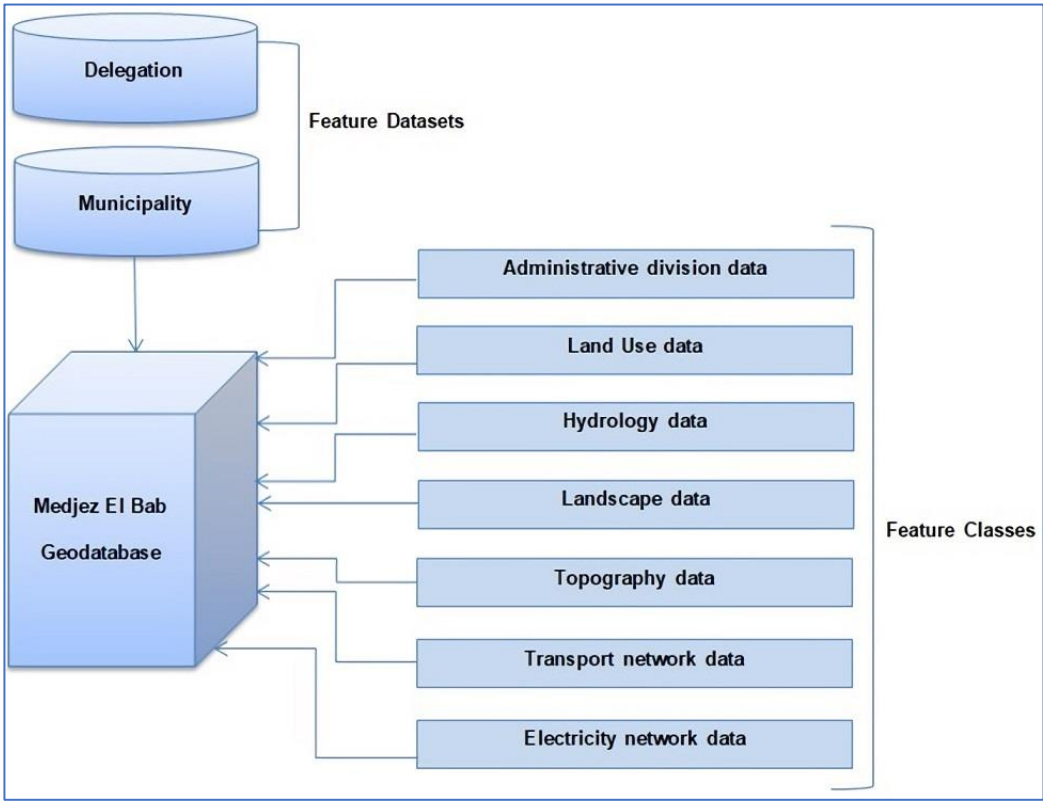 Delegation
Feature Datasets
Municipality
Administrative division data
Land Use data
Hydrology data
Medjez El Bab
Geodatabase
Landscape data
Feature Classes
Topography data
Transport network data
Electricity network data